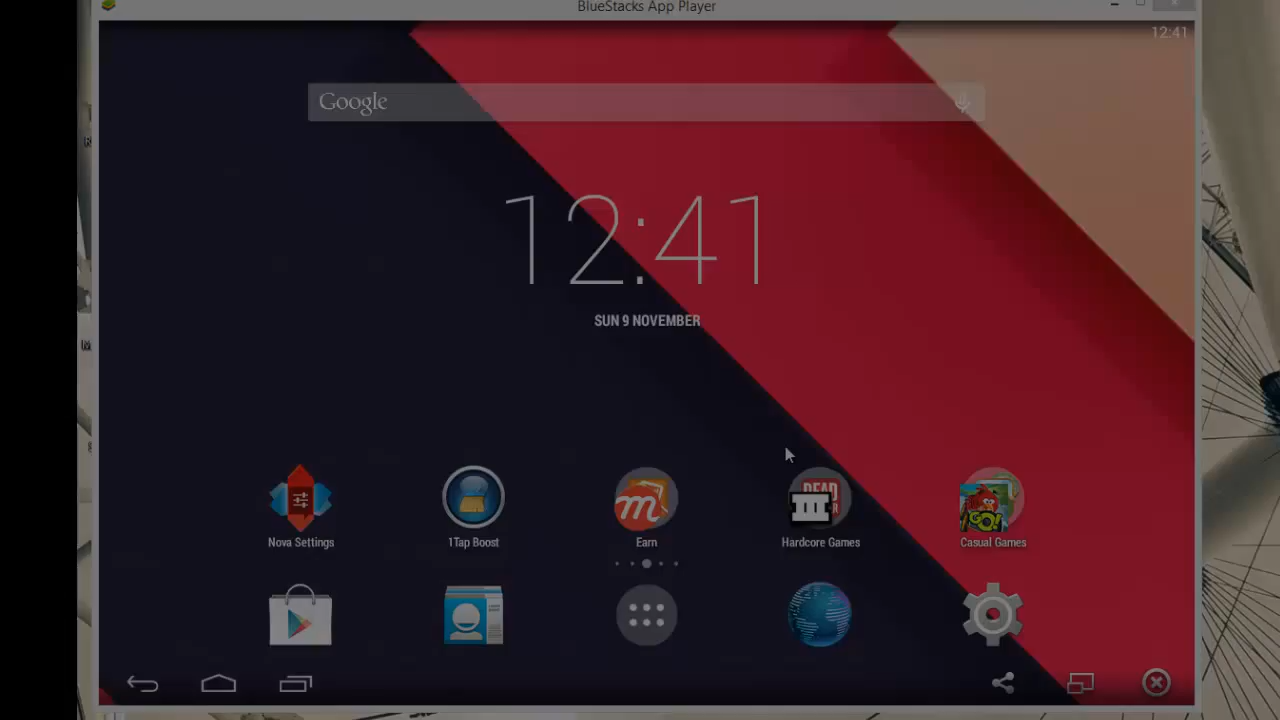 BlueStacks App Player
12:41
Google
12:41
SUN 9 NOVEMBER
Nova Settings
1Tap Boost
Earn
Hardcore Games
Casual Games